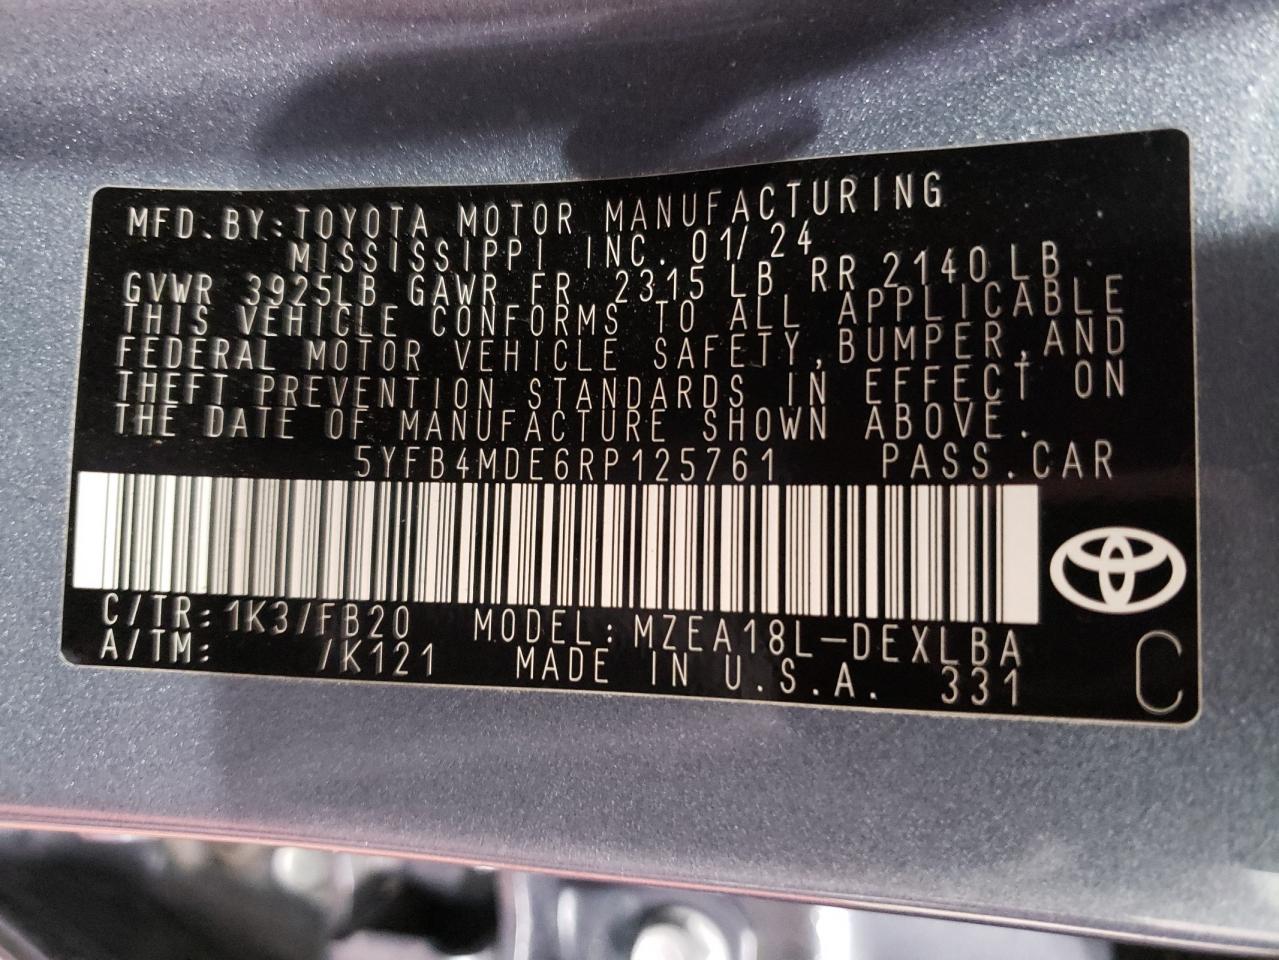 MFD.BY:TOYOTA MOTOR MANUFACTURING
MISSISSIPPI INC. 01/24
GVWR 3925LB GAWR FR 2315 LB RR 2140LB
THIS VEHICLE CONFORMS TO ALL APPLICABLE
FEDERAL MOTOR VEHICLE SAFETY,BUMPER,AND
THEFT PREVENTION STANDARDS IN EFFECT ON
THE DATE OF MANUFACTURE SHOWN ABOVE.
5YFB4MDE6RP125761 PASS.CAR
C/TR:1K3/FB20 MODEL:MZEA18L-DEXLBA
A/TM: /K121 MADE IN U.S.A. 331
C